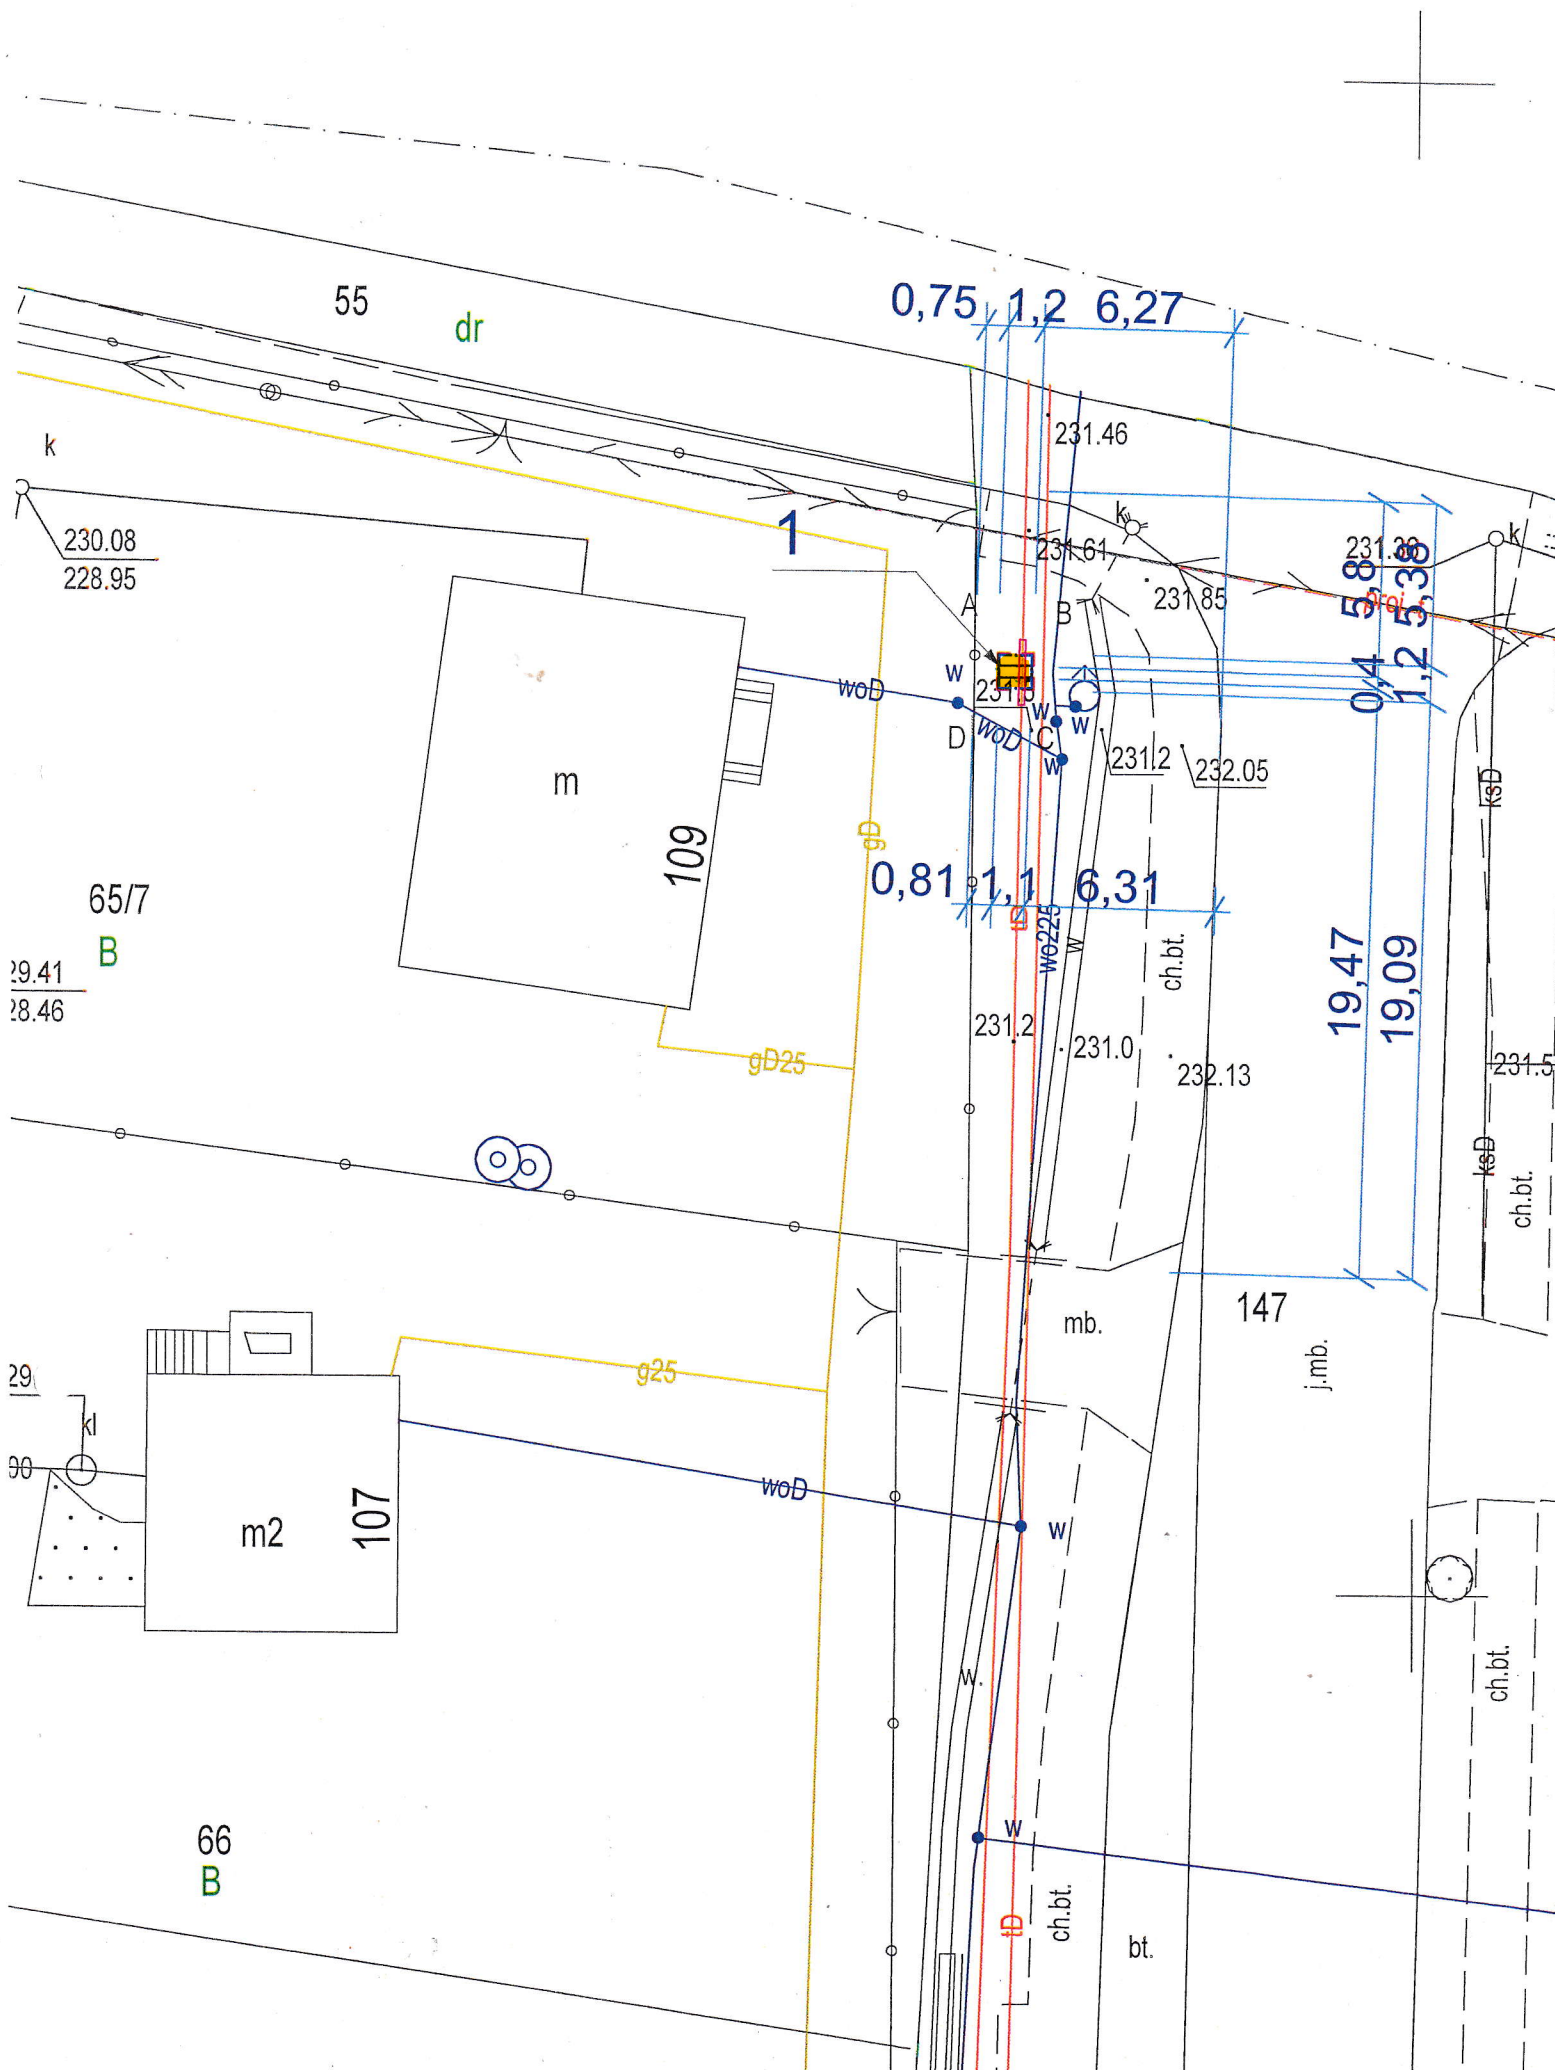 55
dr
0,75 1,2 6,27
231.46
k
230.08
228.95
1
k
231.61
231.85
k
5,8
5,38
proj.
A
B
w
woD
0,4
1,2
D
woD
w
C
w
w
231.2
232.05
m
109
gD
ksD
65/7
B
0,81 1,1 6,31
tD
wo225
w
ch.bt.
29.41
28.46
19,47
19,09
231.2
231.0
232.13
gD25
231.5
ksD
ch.bt.
147
mb.
j.mb.
29
g25
kl
00
m2
107
woD
w
w.
ch.bt.
66
B
w
tD
ch.bt.
bt.